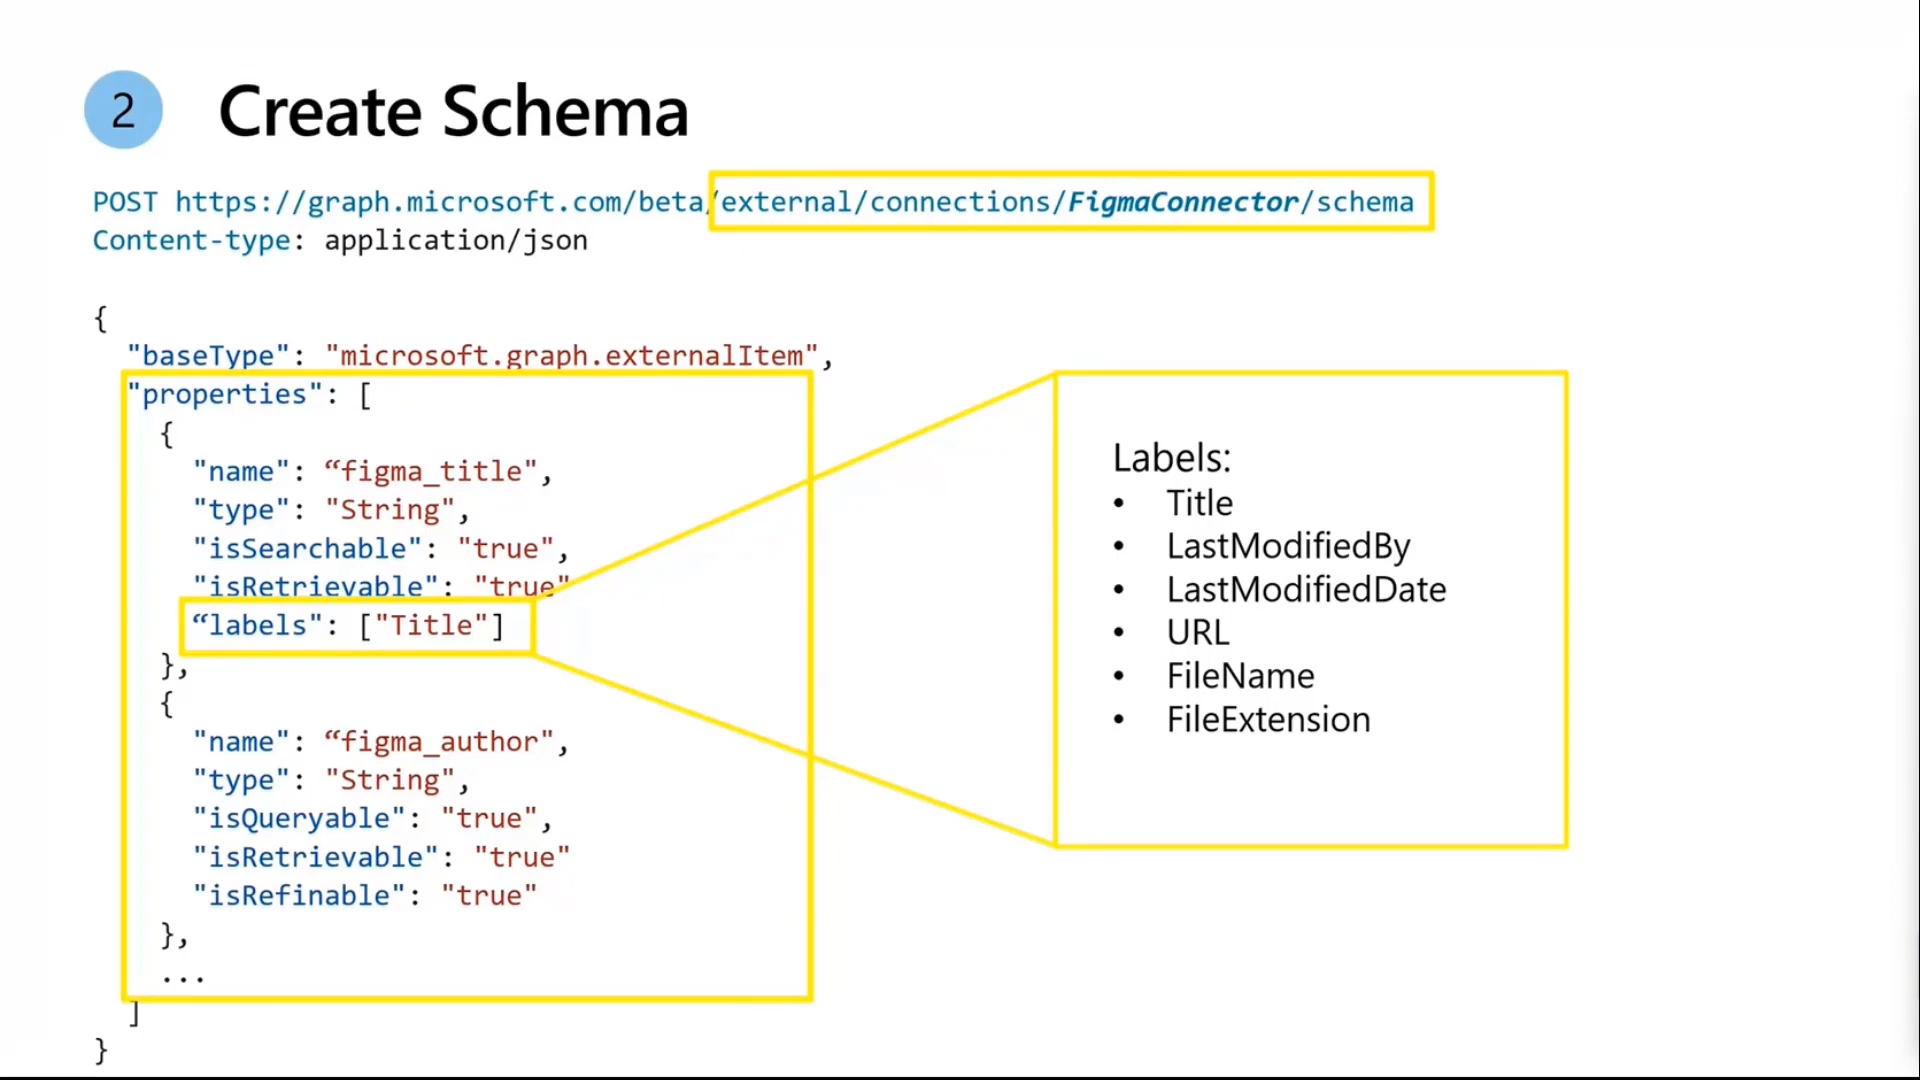 2 Create Schema
POST https://graph.microsoft.com/beta/external/connections/FigmaConnector/schema
Content-type: application/json
{
"baseType": "microsoft.graph.externalItem",
"properties": [
{
"name": “figma_title",
"type": "String",
"isSearchable": "true",
"isRetrievable": "true"
“labels": ["Title"]
},
{
"name": “figma_author",
"type": "String",
"isQueryable": "true",
"isRetrievable": "true"
"isRefinable": "true"
},
...
]
}
Labels:
• Title
• LastModifiedBy
• LastModifiedDate
• URL
• FileName
• FileExtension